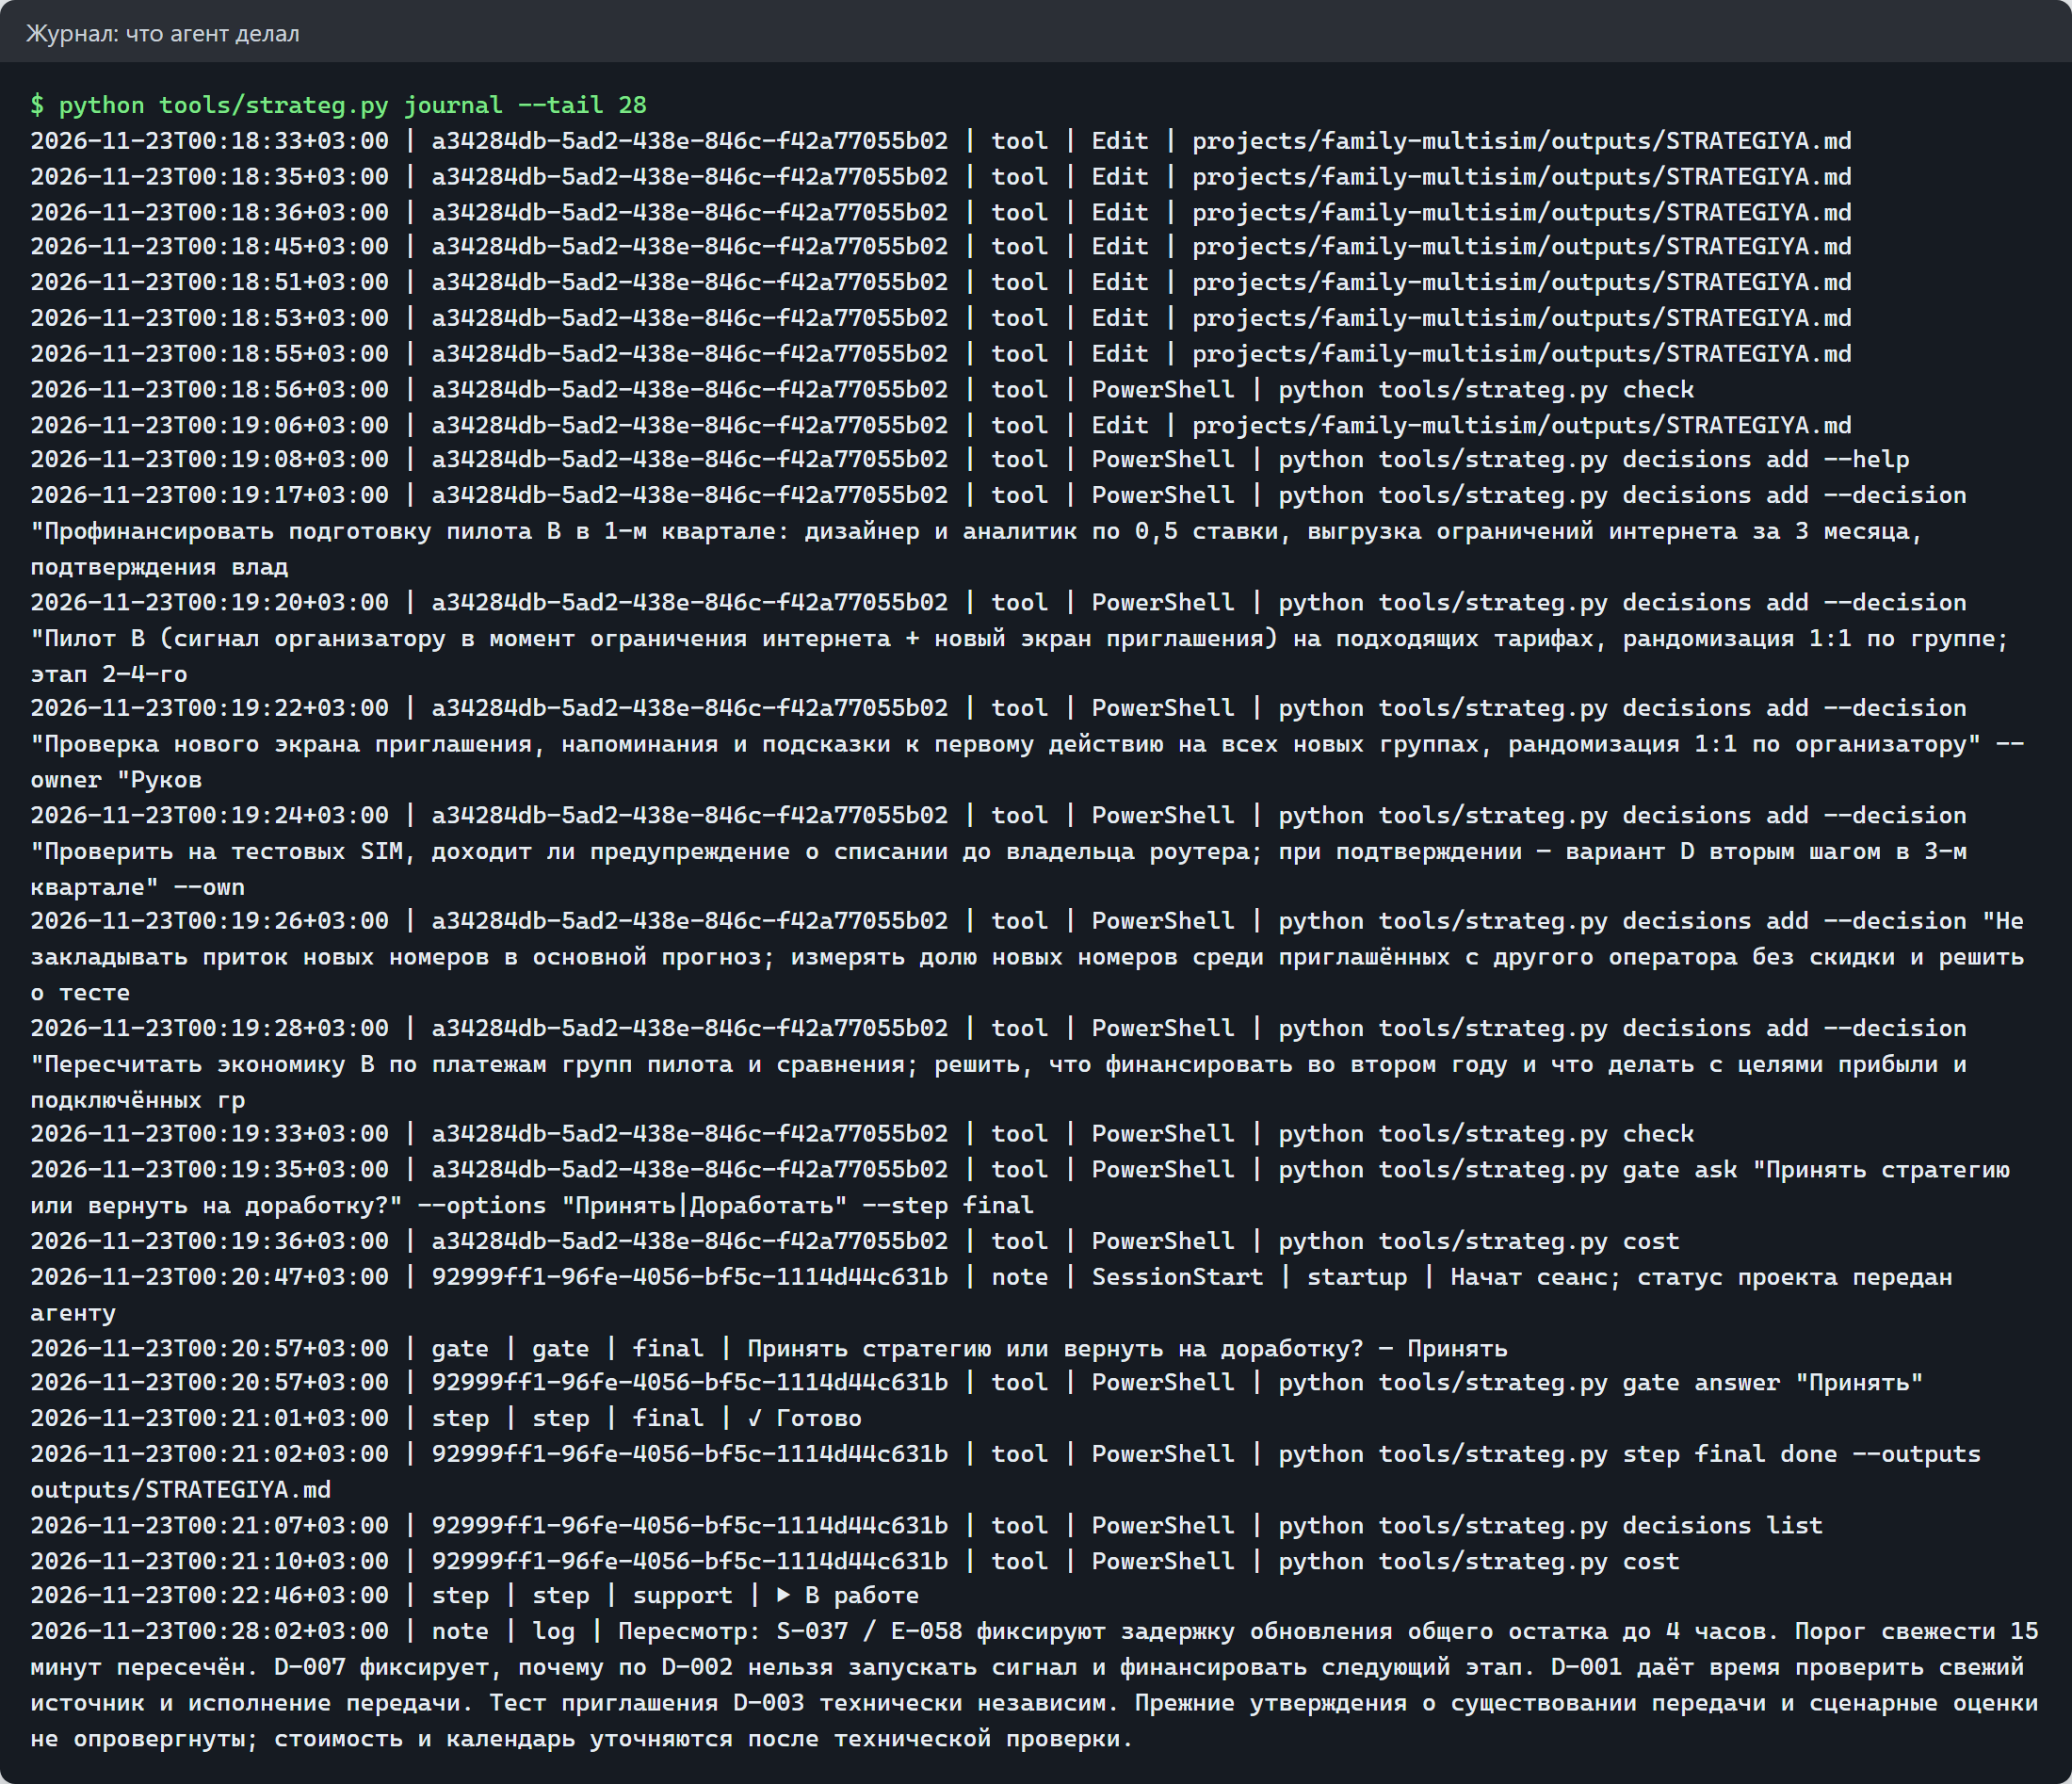 Журнал: что агент делал
$ python tools/strateg.py journal --tail 28
2026-11-23T00:18:33+03:00 | a34284db-5ad2-438e-846c-f42a77055b02 | tool | Edit | projects/family-multisim/outputs/STRATEGIYA.md
2026-11-23T00:18:35+03:00 | a34284db-5ad2-438e-846c-f42a77055b02 | tool | Edit | projects/family-multisim/outputs/STRATEGIYA.md
2026-11-23T00:18:36+03:00 | a34284db-5ad2-438e-846c-f42a77055b02 | tool | Edit | projects/family-multisim/outputs/STRATEGIYA.md
2026-11-23T00:18:45+03:00 | a34284db-5ad2-438e-846c-f42a77055b02 | tool | Edit | projects/family-multisim/outputs/STRATEGIYA.md
2026-11-23T00:18:51+03:00 | a34284db-5ad2-438e-846c-f42a77055b02 | tool | Edit | projects/family-multisim/outputs/STRATEGIYA.md
2026-11-23T00:18:53+03:00 | a34284db-5ad2-438e-846c-f42a77055b02 | tool | Edit | projects/family-multisim/outputs/STRATEGIYA.md
2026-11-23T00:18:55+03:00 | a34284db-5ad2-438e-846c-f42a77055b02 | tool | Edit | projects/family-multisim/outputs/STRATEGIYA.md
2026-11-23T00:18:56+03:00 | a34284db-5ad2-438e-846c-f42a77055b02 | tool | PowerShell | python tools/strateg.py check
2026-11-23T00:19:06+03:00 | a34284db-5ad2-438e-846c-f42a77055b02 | tool | Edit | projects/family-multisim/outputs/STRATEGIYA.md
2026-11-23T00:19:08+03:00 | a34284db-5ad2-438e-846c-f42a77055b02 | tool | PowerShell | python tools/strateg.py decisions add --help
2026-11-23T00:19:17+03:00 | a34284db-5ad2-438e-846c-f42a77055b02 | tool | PowerShell | python tools/strateg.py decisions add --decision
"Профинансировать подготовку пилота B в 1-м квартале: дизайнер и аналитик по 0,5 ставки, выгрузка ограничений интернета за 3 месяца,
подтверждения влад
2026-11-23T00:19:20+03:00 | a34284db-5ad2-438e-846c-f42a77055b02 | tool | PowerShell | python tools/strateg.py decisions add --decision
"Пилот B (сигнал организатору в момент ограничения интернета + новый экран приглашения) на подходящих тарифах, рандомизация 1:1 по группе;
этап 2-4-го
2026-11-23T00:19:22+03:00 | a34284db-5ad2-438e-846c-f42a77055b02 | tool | PowerShell | python tools/strateg.py decisions add --decision
"Проверка нового экрана приглашения, напоминания и подсказки к первому действию на всех новых группах, рандомизация 1:1 по организатору" --
owner "Руков
2026-11-23T00:19:24+03:00 | a34284db-5ad2-438e-846c-f42a77055b02 | tool | PowerShell | python tools/strateg.py decisions add --decision
"Проверить на тестовых SIM, доходит ли предупреждение о списании до владельца роутера; при подтверждении — вариант D вторым шагом в 3-м
квартале" --own
2026-11-23T00:19:26+03:00 | a34284db-5ad2-438e-846c-f42a77055b02 | tool | PowerShell | python tools/strateg.py decisions add --decision "Не
закладывать приток новых номеров в основной прогноз; измерять долю новых номеров среди приглашённых с другого оператора без скидки и решить
о тесте
2026-11-23T00:19:28+03:00 | a34284db-5ad2-438e-846c-f42a77055b02 | tool | PowerShell | python tools/strateg.py decisions add --decision
"Пересчитать экономику B по платежам групп пилота и сравнения; решить, что финансировать во втором году и что делать с целями прибыли и
подключённых гр
2026-11-23T00:19:33+03:00 | a34284db-5ad2-438e-846c-f42a77055b02 | tool | PowerShell | python tools/strateg.py check
2026-11-23T00:19:35+03:00 | a34284db-5ad2-438e-846c-f42a77055b02 | tool | PowerShell | python tools/strateg.py gate ask "Принять стратегию
или вернуть на доработку?" --options "Принять|Доработать" --step final
2026-11-23T00:19:36+03:00 | a34284db-5ad2-438e-846c-f42a77055b02 | tool | PowerShell | python tools/strateg.py cost
2026-11-23T00:20:47+03:00 | 92999ff1-96fe-4056-bf5c-1114d44c631b | note | SessionStart | startup | Начат сеанс; статус проекта передан
агенту
2026-11-23T00:20:57+03:00 | gate | gate | final | Принять стратегию или вернуть на доработку? — Принять
2026-11-23T00:20:57+03:00 | 92999ff1-96fe-4056-bf5c-1114d44c631b | tool | PowerShell | python tools/strateg.py gate answer "Принять"
2026-11-23T00:21:01+03:00 | step | step | final | ✓ Готово
2026-11-23T00:21:02+03:00 | 92999ff1-96fe-4056-bf5c-1114d44c631b | tool | PowerShell | python tools/strateg.py step final done --outputs
outputs/STRATEGIYA.md
2026-11-23T00:21:07+03:00 | 92999ff1-96fe-4056-bf5c-1114d44c631b | tool | PowerShell | python tools/strateg.py decisions list
2026-11-23T00:21:10+03:00 | 92999ff1-96fe-4056-bf5c-1114d44c631b | tool | PowerShell | python tools/strateg.py cost
2026-11-23T00:22:46+03:00 | step | step | support | ▶ В работе
2026-11-23T00:28:02+03:00 | note | log | Пересмотр: S-037 / E-058 фиксируют задержку обновления общего остатка до 4 часов. Порог свежести 15
минут пересечён. D-007 фиксирует, почему по D-002 нельзя запускать сигнал и финансировать следующий этап. D-001 даёт время проверить свежий
источник и исполнение передачи. Тест приглашения D-003 технически независим. Прежние утверждения о существовании передачи и сценарные оценки
не опровергнуты; стоимость и календарь уточняются после технической проверки.